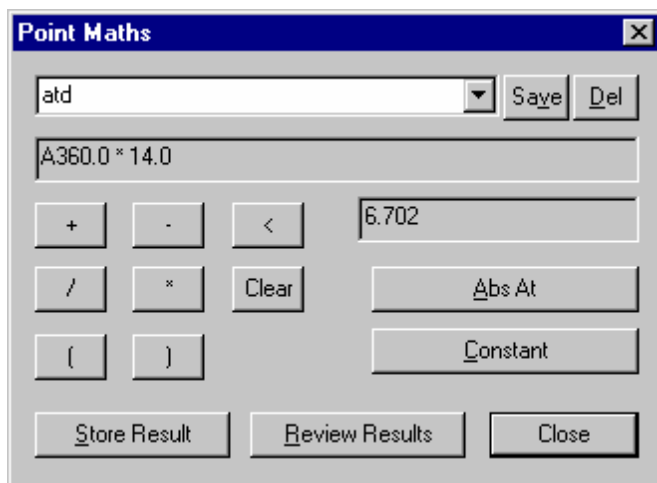 Point Maths
atd Save Del
A360.0 * 14.0
+ - < 6.702
/ * Clear Abs At
( ) Constant
Store Result Review Results Close